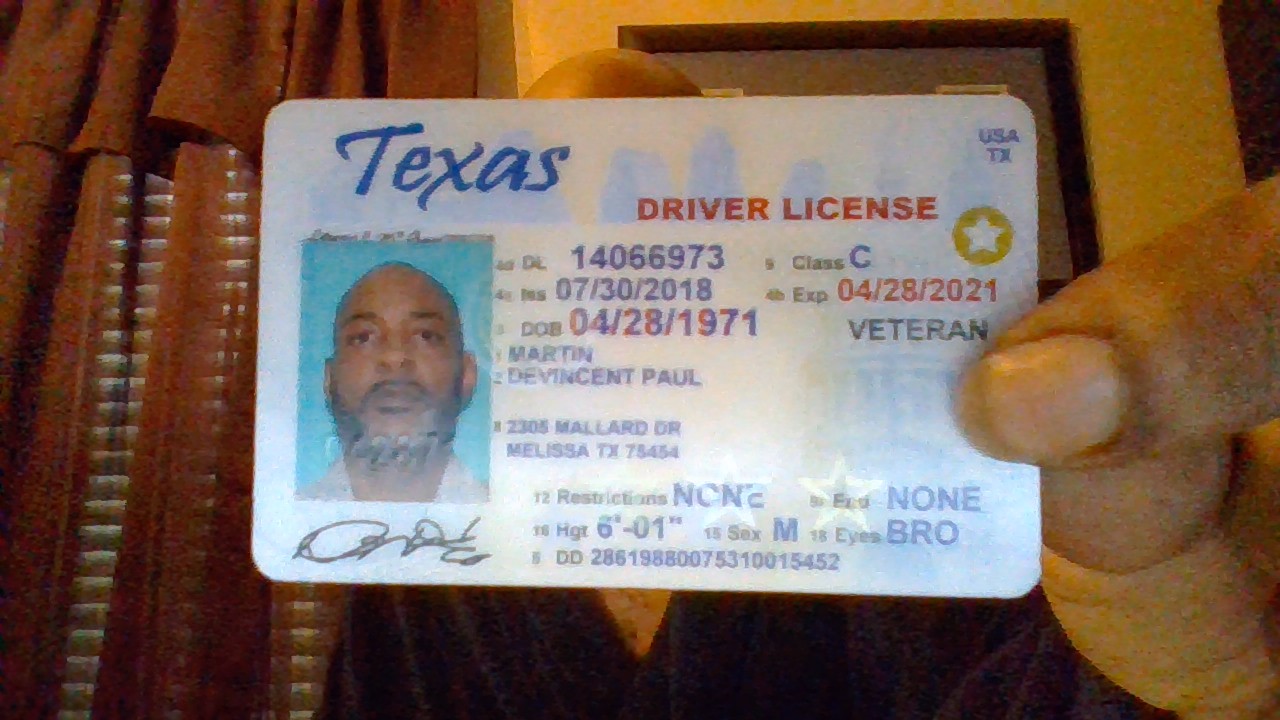 Texas
USA
TX
DRIVER LICENSE
4d DL 14066973 9 Class C
4a Iss 07/30/2018 4b Exp 04/28/2021
3 DOB 04/28/1971 VETERAN
1 MARTIN
2 DEVINCENT PAUL
8 2305 MALLARD DR
MELISSA TX 75454
12 Restrictions NONE 9a End NONE
16 Hgt 6'-01" 15 Sex M 18 Eyes BRO
5 DD 28619880075310015452